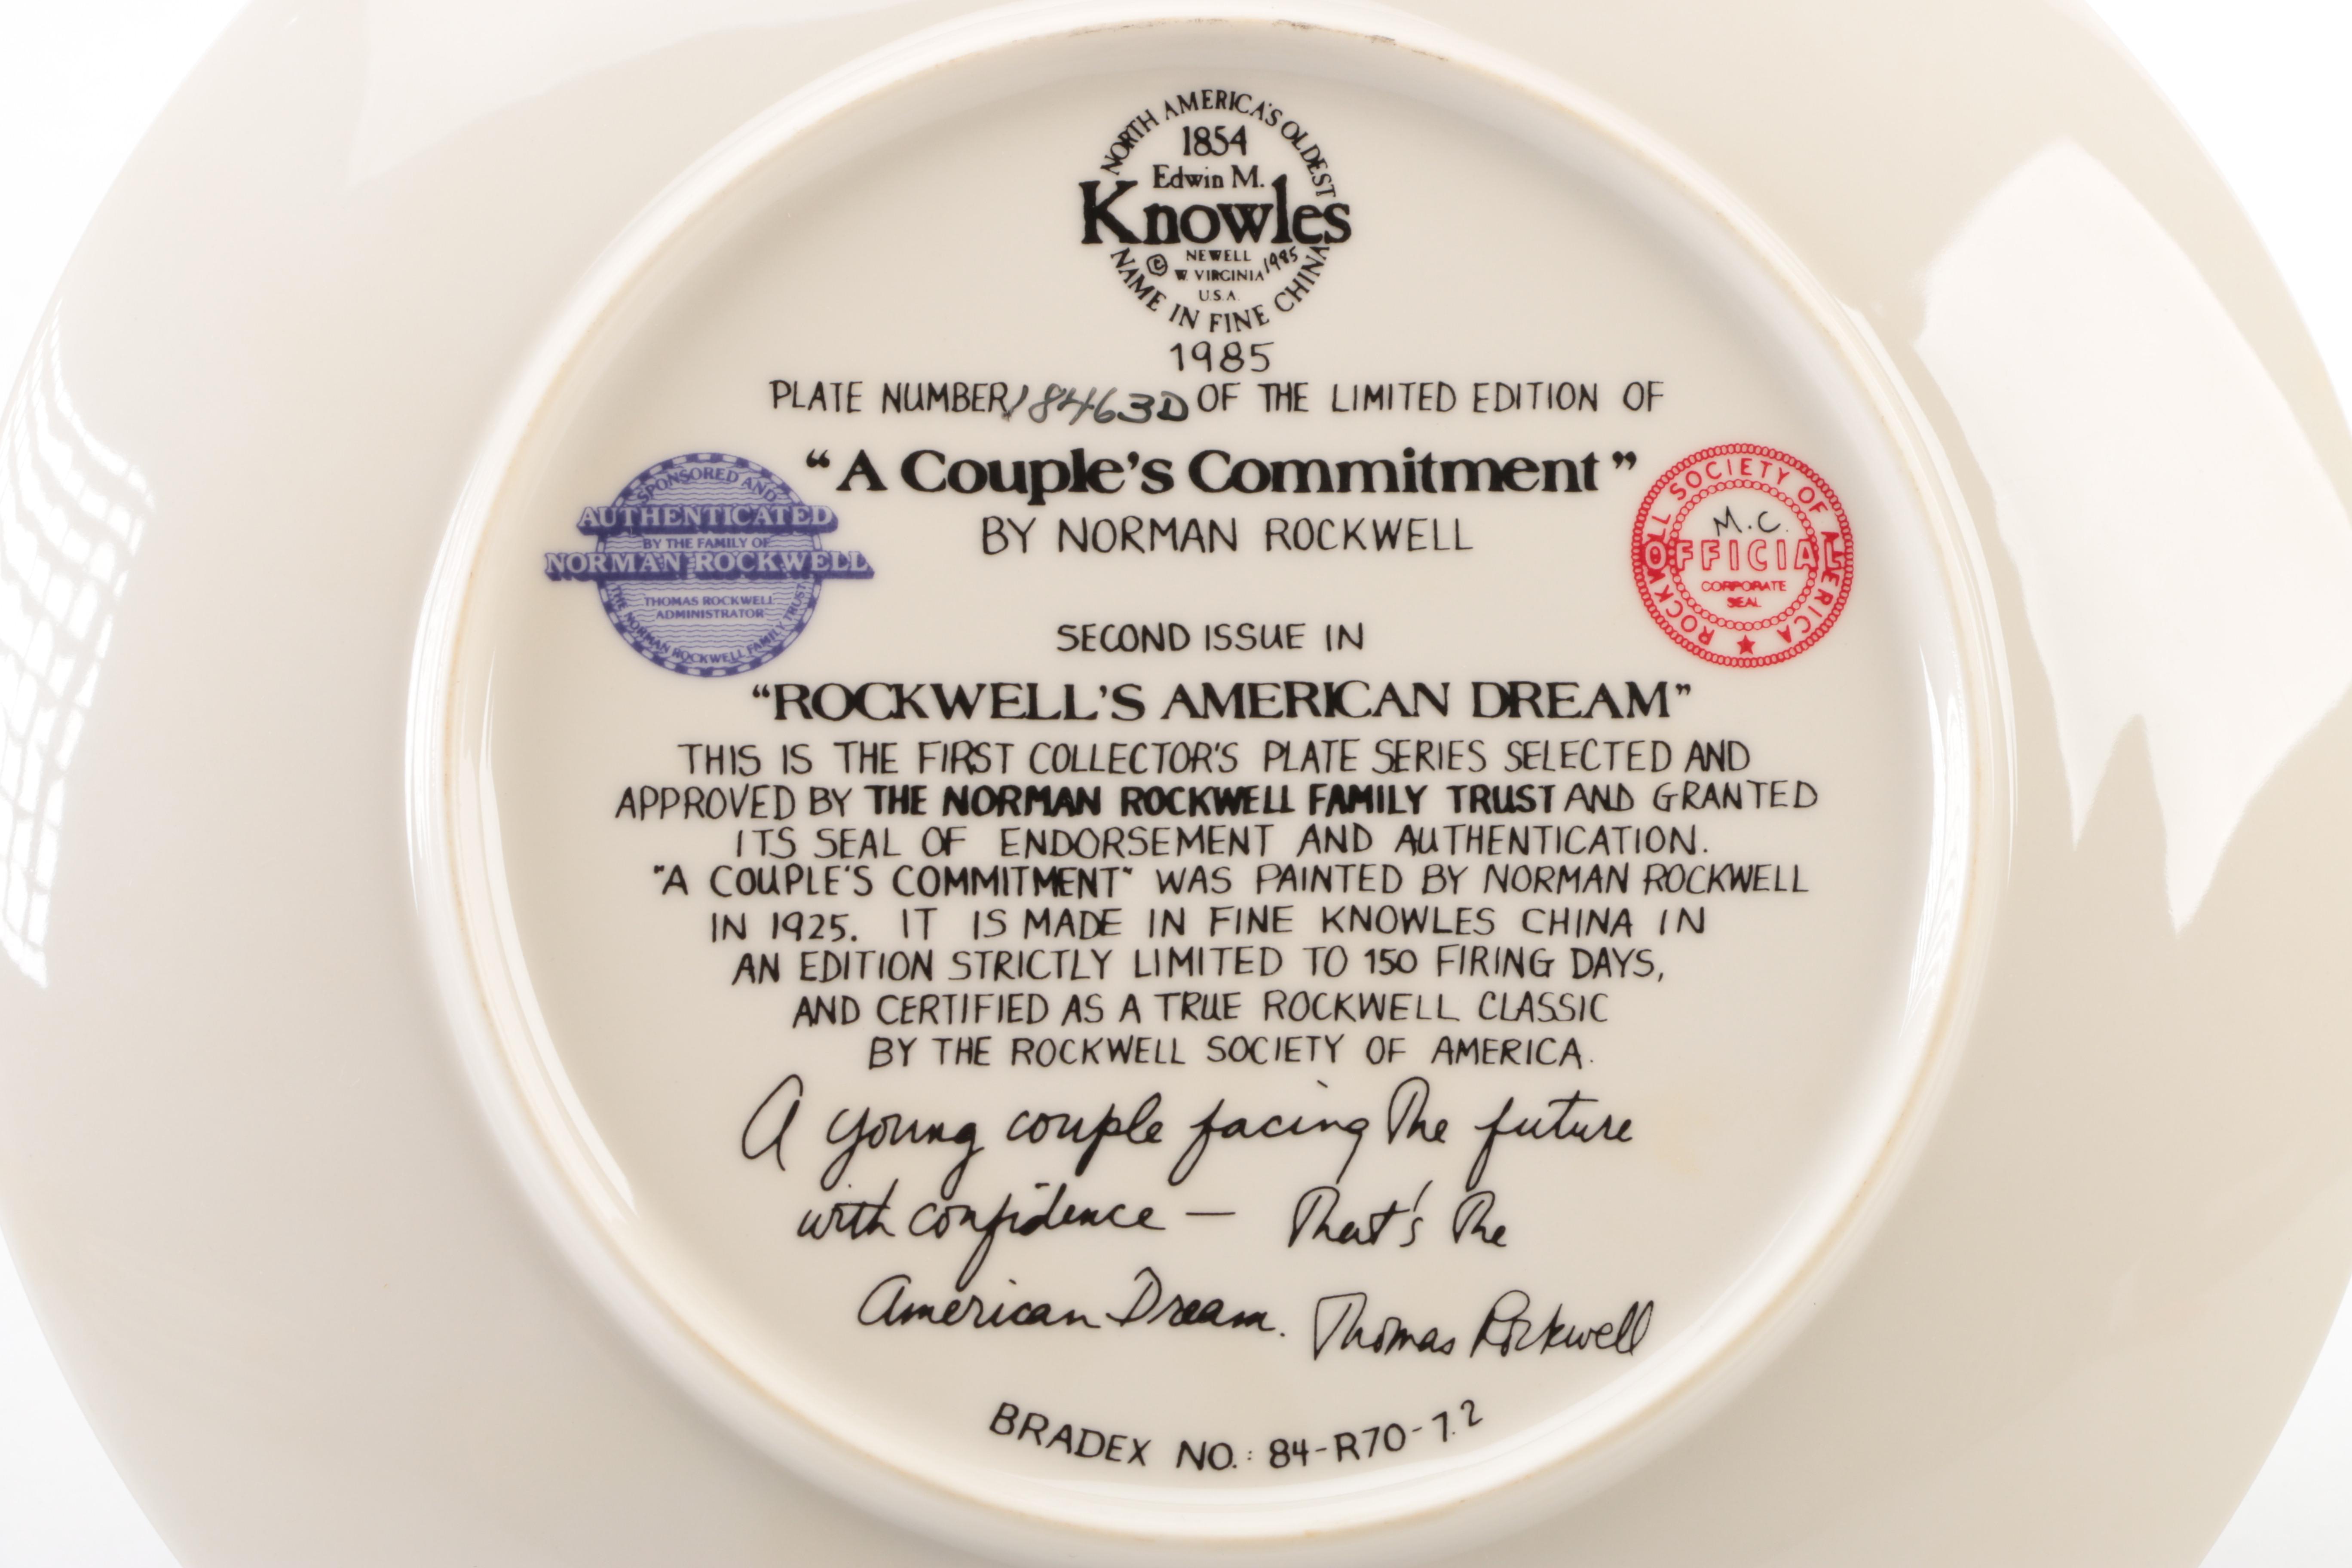 NORTH AMERICA'S OLDEST
1854
Edwin M.
Knowles
© NEWELL 1985
W. VIRGINIA
U.S.A.
NAME IN FINE CHINA
1985
PLATE NUMBER 18463D OF THE LIMITED EDITION OF
“A Couple's Commitment”
BY NORMAN ROCKWELL
SPONSORED AND
AUTHENTICATED
BY THE FAMILY OF
NORMAN ROCKWELL
THOMAS ROCKWELL
ADMINISTRATOR
THE NORMAN ROCKWELL FAMILY TRUST
ROCKWELL SOCIETY OF AMERICA
M.C.
OFFICIAL
CORPORATE
SEAL
SECOND ISSUE IN
“ROCKWELL'S AMERICAN DREAM”
THIS IS THE FIRST COLLECTOR'S PLATE SERIES SELECTED AND
APPROVED BY THE NORMAN ROCKWELL FAMILY TRUST AND GRANTED
ITS SEAL OF ENDORSEMENT AND AUTHENTICATION.
"A COUPLE'S COMMITMENT" WAS PAINTED BY NORMAN ROCKWELL
IN 1925. IT IS MADE IN FINE KNOWLES CHINA IN
AN EDITION STRICTLY LIMITED TO 150 FIRING DAYS,
AND CERTIFIED AS A TRUE ROCKWELL CLASSIC
BY THE ROCKWELL SOCIETY OF AMERICA.
A young couple facing the future
with confidence — That's the
American Dream. Thomas Rockwell
BRADEX NO.: 84-R70-7.2